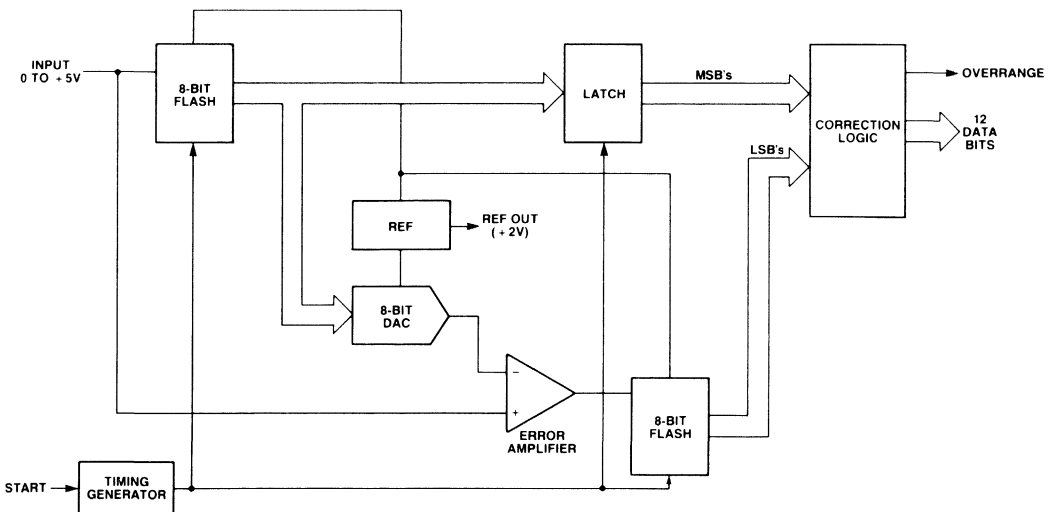 INPUT
0 TO +5V
8-BIT
FLASH
LATCH
MSB's
CORRECTION
LOGIC
OVERRANGE
12
DATA
BITS
LSB's
REF
REF OUT
(+2V)
8-BIT
DAC
−
+
ERROR
AMPLIFIER
8-BIT
FLASH
START
TIMING
GENERATOR